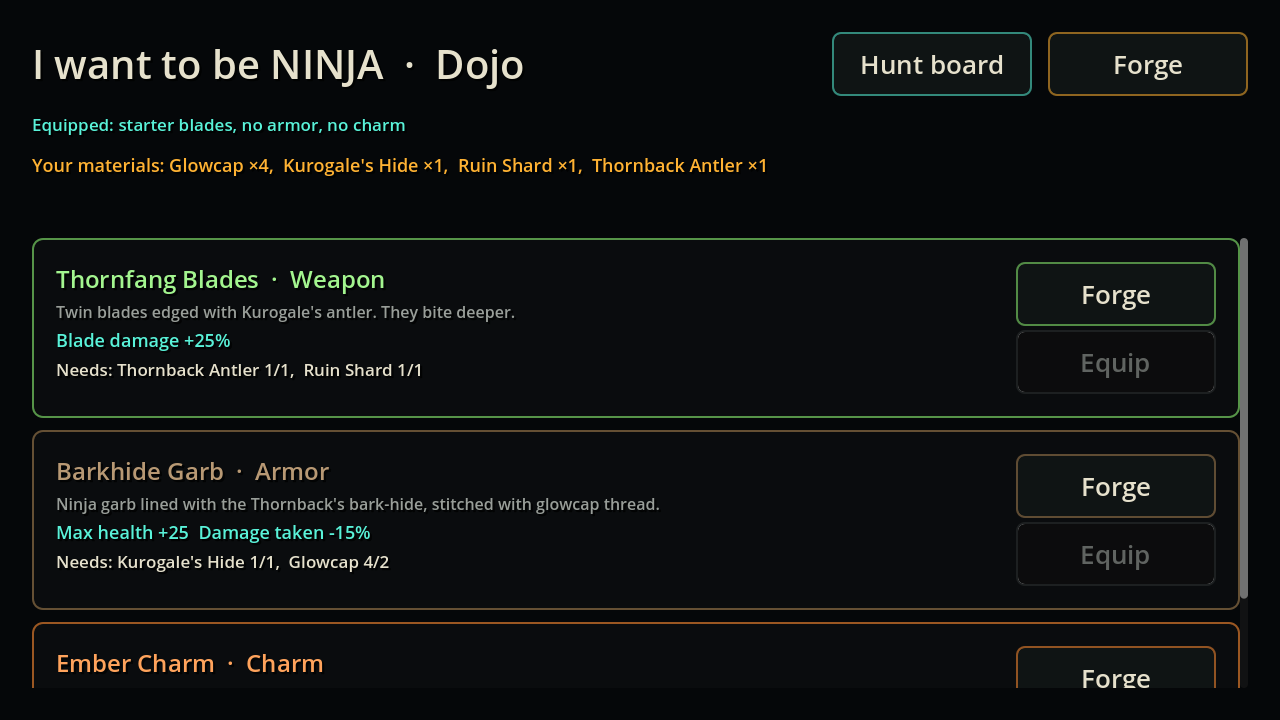 I want to be NINJA · Dojo
Hunt board
Forge
Equipped: starter blades, no armor, no charm
Your materials: Glowcap ×4, Kurogale's Hide ×1, Ruin Shard ×1, Thornback Antler ×1
Thornfang Blades · Weapon
Twin blades edged with Kurogale's antler. They bite deeper.
Blade damage +25%
Needs: Thornback Antler 1/1, Ruin Shard 1/1
Forge
Equip
Barkhide Garb · Armor
Ninja garb lined with the Thornback's bark-hide, stitched with glowcap thread.
Max health +25 Damage taken -15%
Needs: Kurogale's Hide 1/1, Glowcap 4/2
Forge
Equip
Ember Charm · Charm
Forge